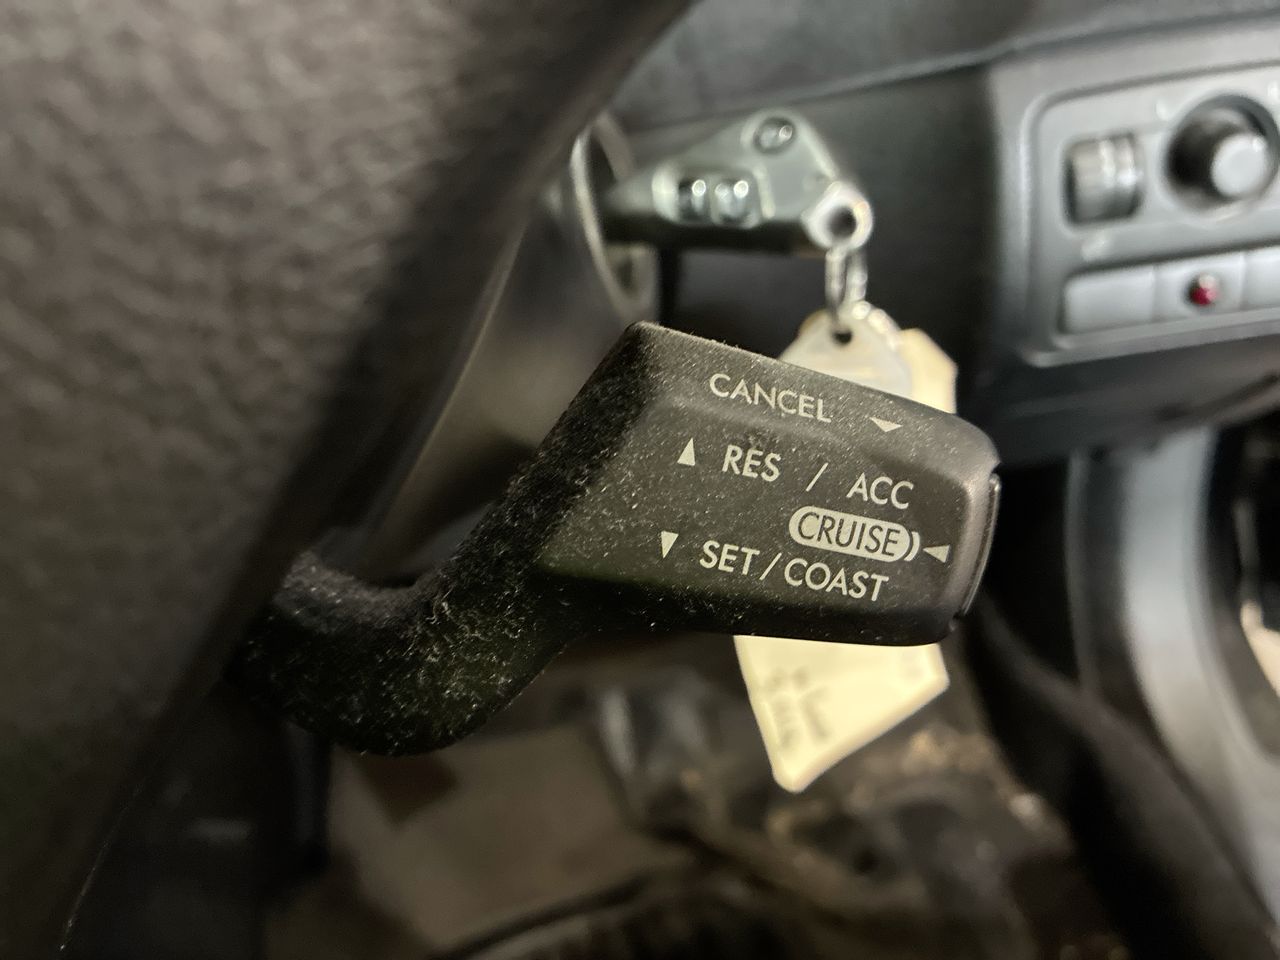 CANCEL
RES / ACC
CRUISE
SET / COAST